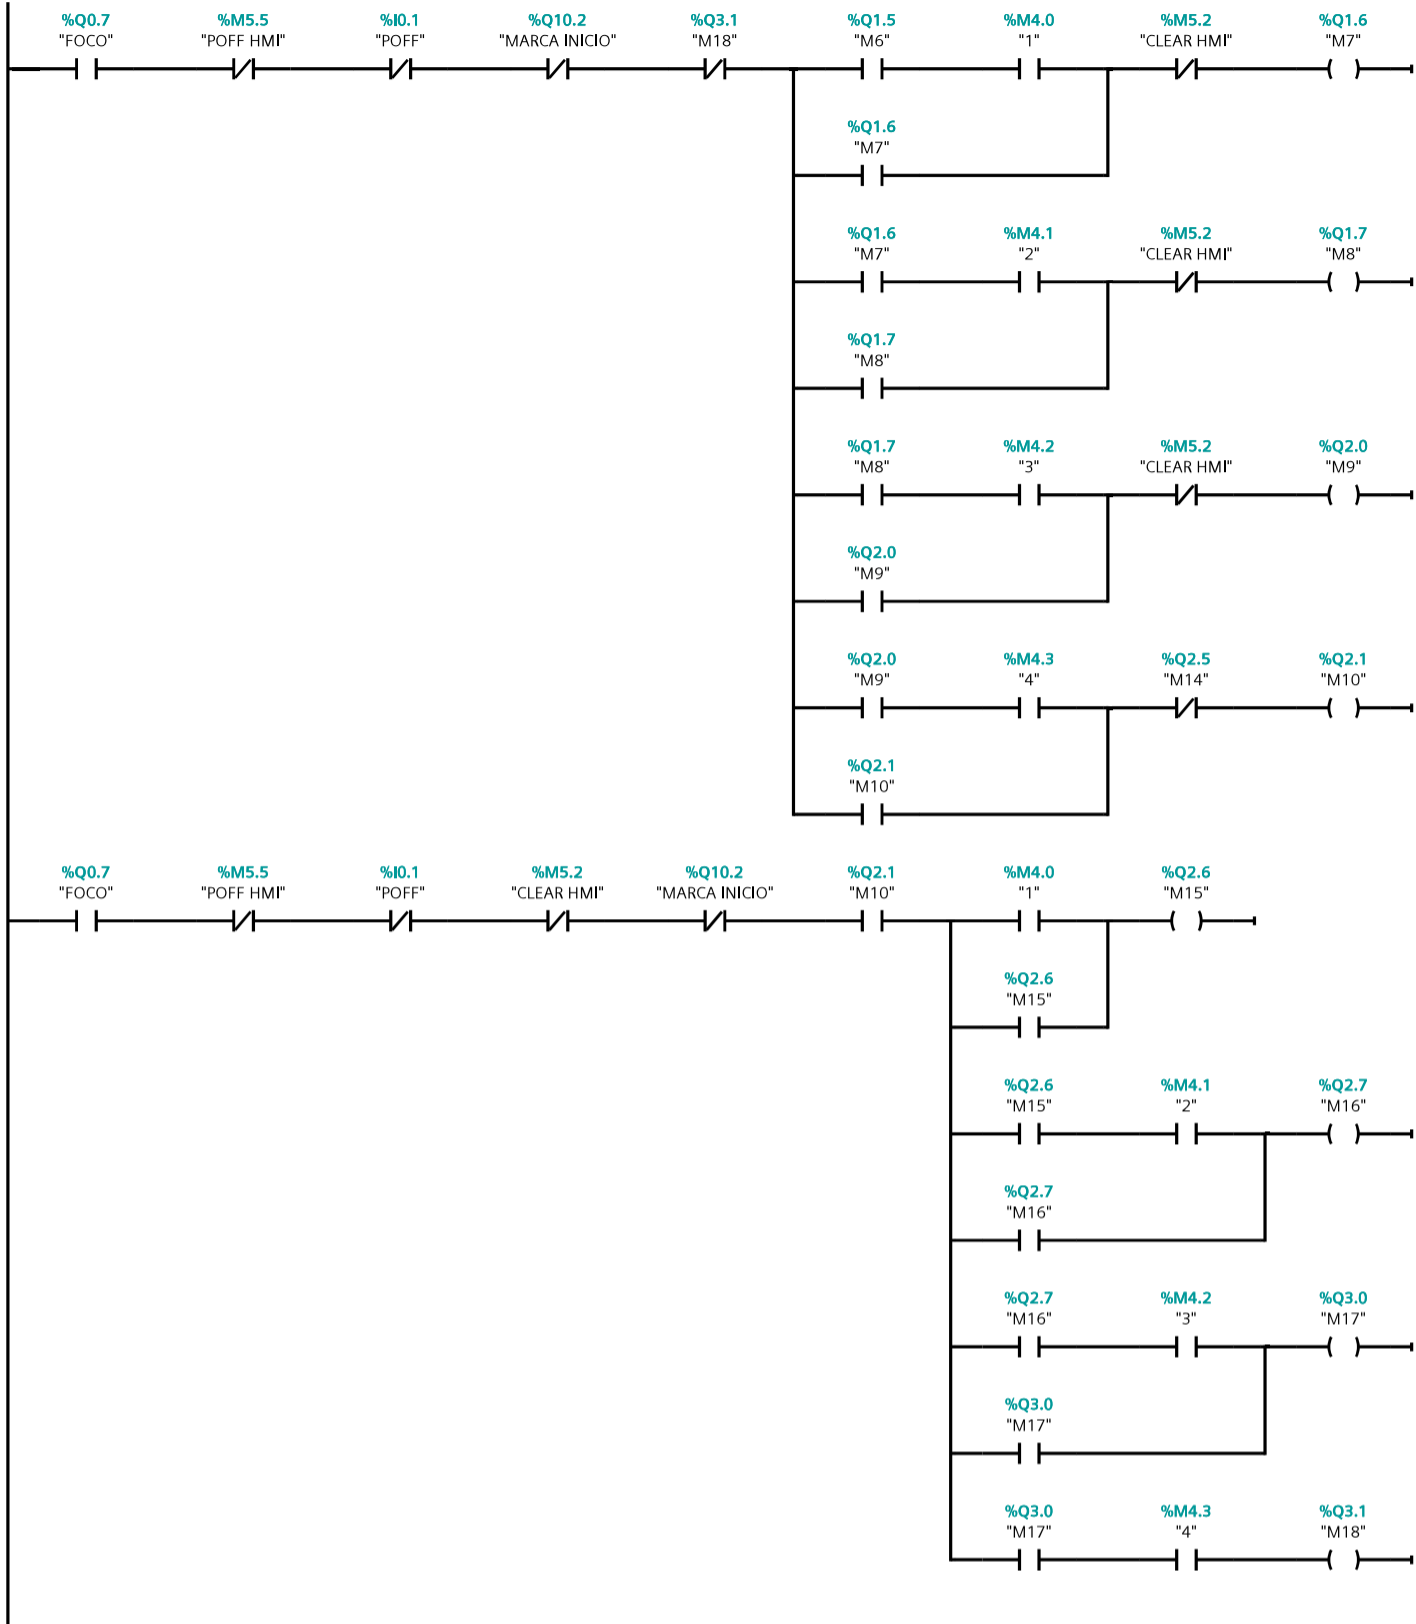 %Q0.7 %M5.5 %I0.1 %Q10.2 %Q3.1 %Q1.5 %M4.0 %M5.2 %Q1.6
"FOCO" "POFF HMI" "POFF" "MARCA INICIO" "M18" "M6" "1" "CLEAR HMI" "M7"
%Q1.6
"M7"
%Q1.6 %M4.1 %M5.2 %Q1.7
"M7" "2" "CLEAR HMI" "M8"
%Q1.7
"M8"
%Q1.7 %M4.2 %M5.2 %Q2.0
"M8" "3" "CLEAR HMI" "M9"
%Q2.0
"M9"
%Q2.0 %M4.3 %Q2.5 %Q2.1
"M9" "4" "M14" "M10"
%Q2.1
"M10"
%Q0.7 %M5.5 %I0.1 %M5.2 %Q10.2 %Q2.1 %M4.0 %Q2.6
"FOCO" "POFF HMI" "POFF" "CLEAR HMI" "MARCA INICIO" "M10" "1" "M15"
%Q2.6
"M15"
%Q2.6 %M4.1 %Q2.7
"M15" "2" "M16"
%Q2.7
"M16"
%Q2.7 %M4.2 %Q3.0
"M16" "3" "M17"
%Q3.0
"M17"
%Q3.0 %M4.3 %Q3.1
"M17" "4" "M18"